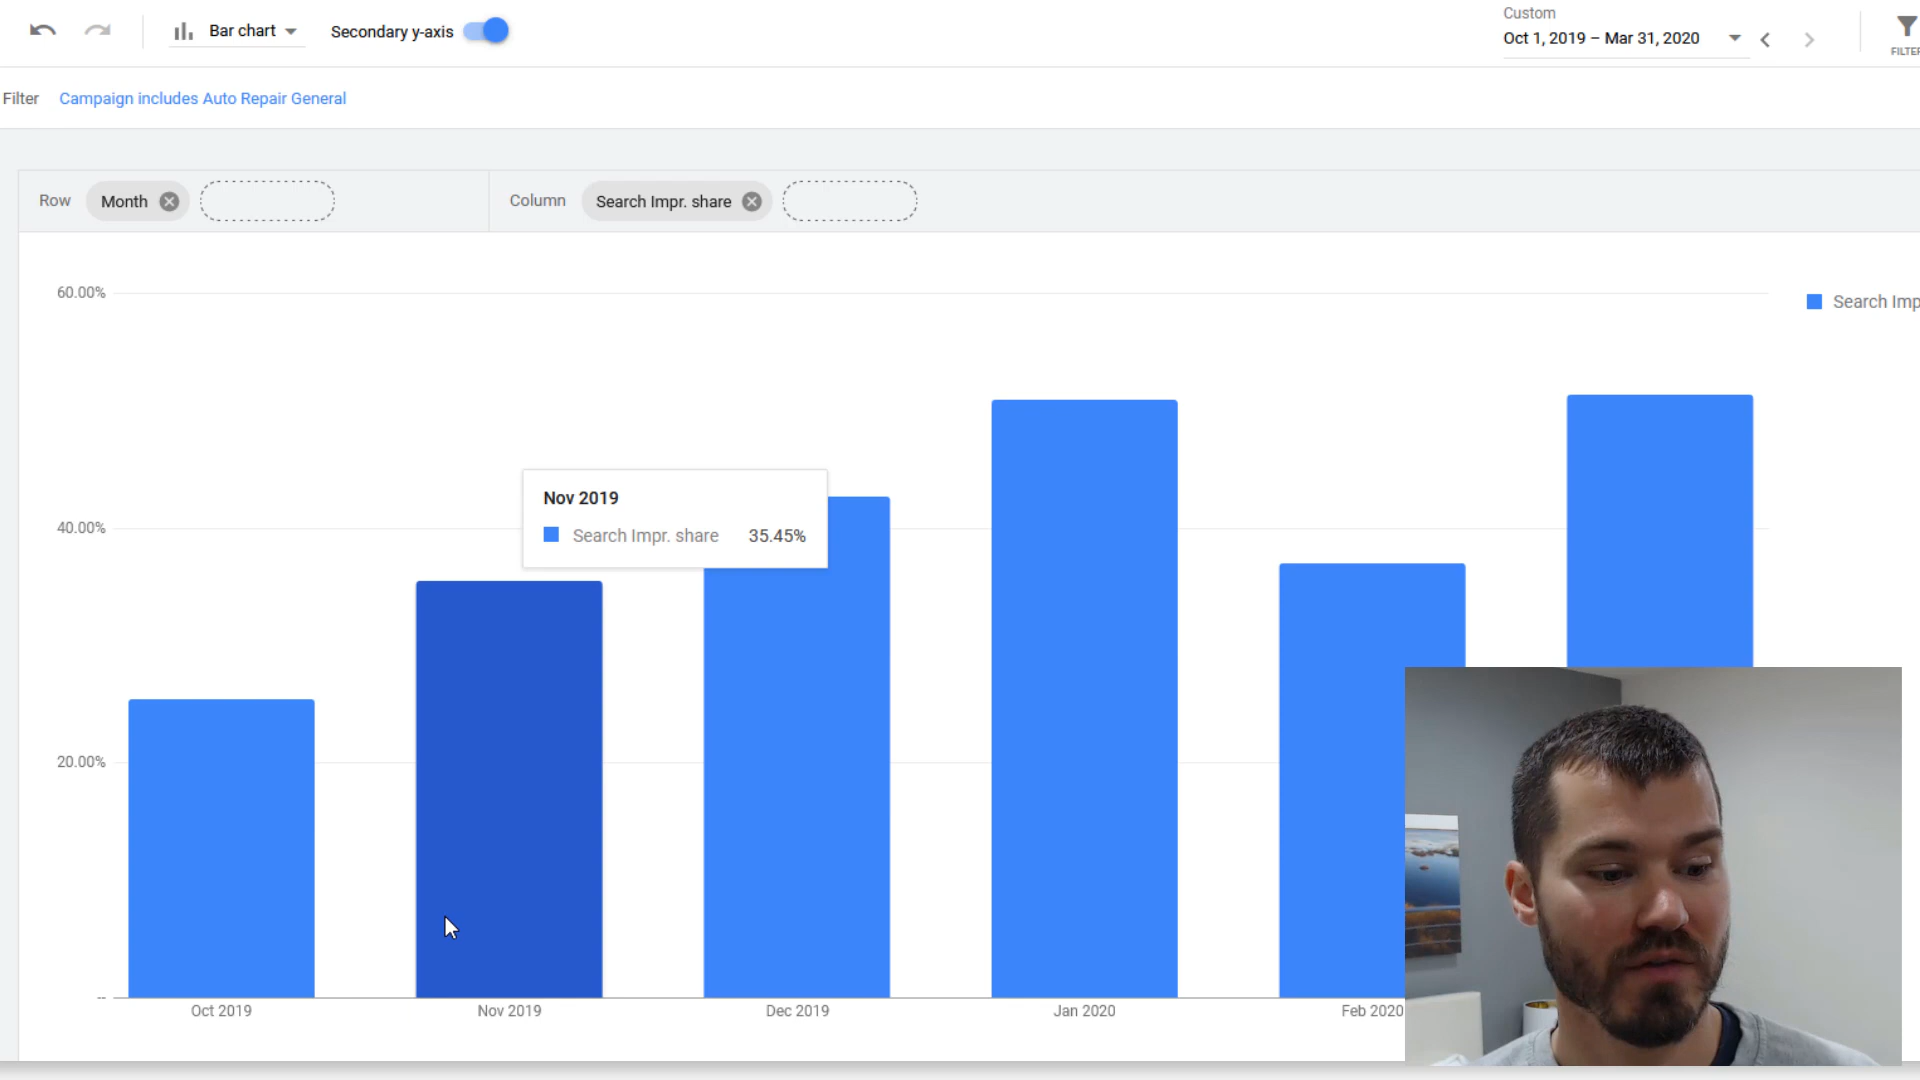 Bar chart
Secondary y-axis
Custom
Oct 1, 2019 – Mar 31, 2020
FILTER
Filter
Campaign includes Auto Repair General
Row
Month
Column
Search Impr. share
60.00%
Search Imp
Nov 2019
Search Impr. share 35.45%
40.00%
20.00%
--
Oct 2019
Nov 2019
Dec 2019
Jan 2020
Feb 2020